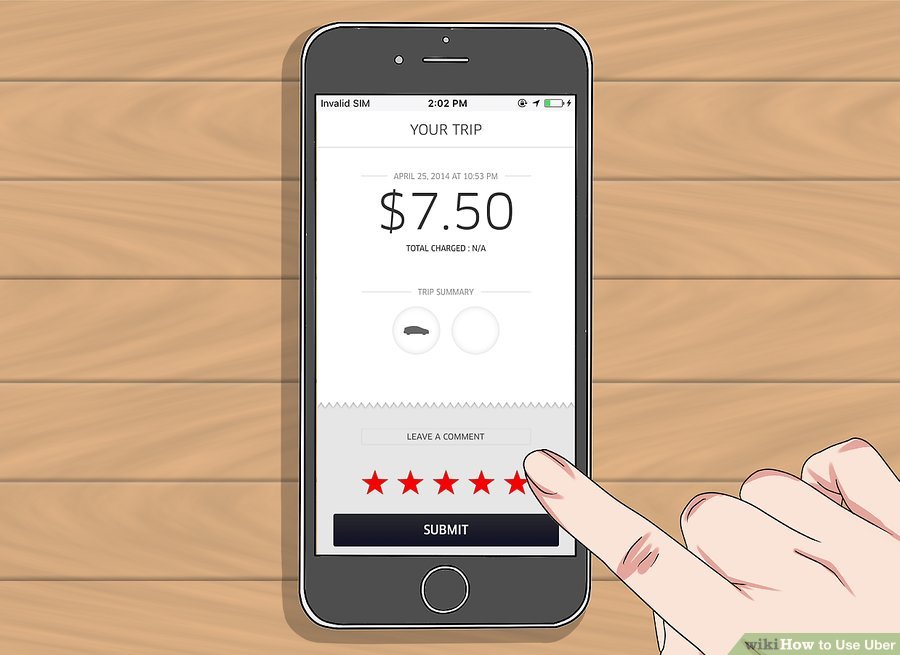 Invalid SIM 2:02 PM
YOUR TRIP
APRIL 25, 2014 AT 10:53 PM
$7.50
TOTAL CHARGED : N/A
TRIP SUMMARY
LEAVE A COMMENT
SUBMIT
wikiHow to Use Uber